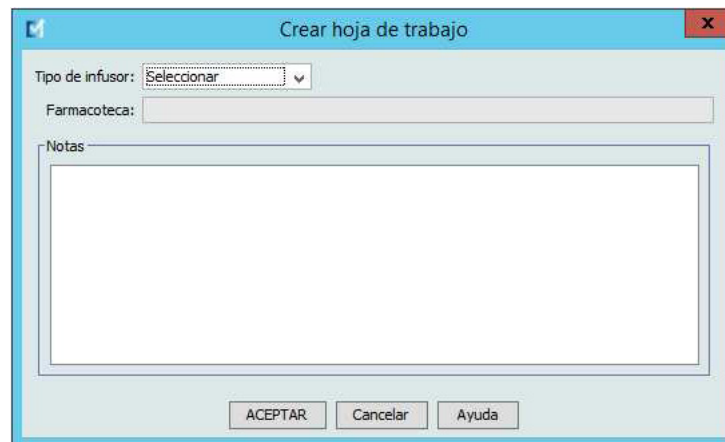 Crear hoja de trabajo
x
Tipo de infusor: Seleccionar
Farmacoteca:
Notas
ACEPTAR Cancelar Ayuda